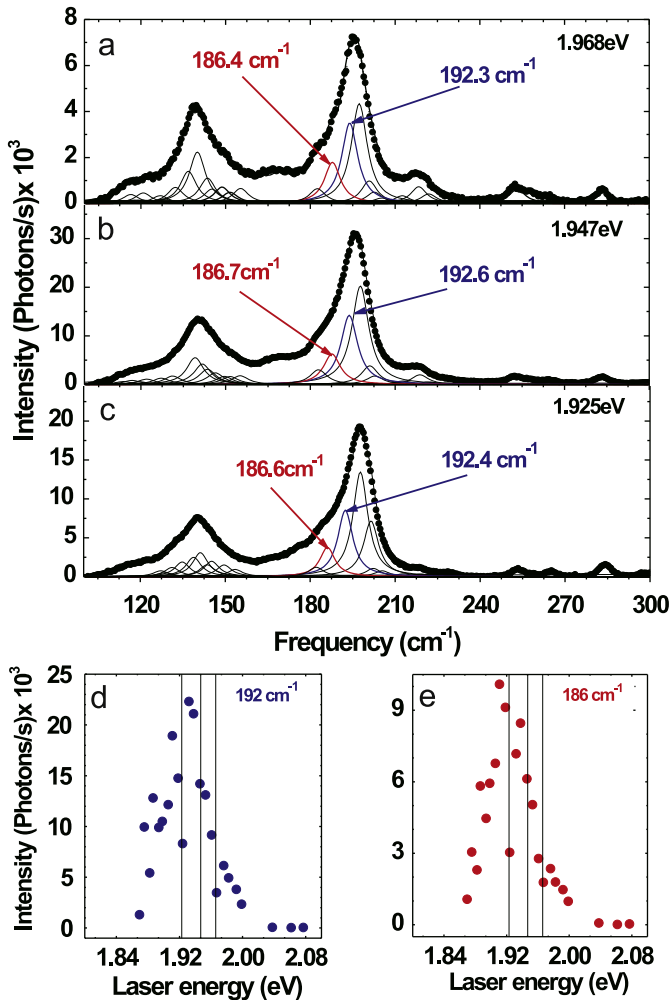 a
1.968eV
186.4 cm⁻¹
192.3 cm⁻¹
8
6
4
2
0
b
1.947eV
186.7cm⁻¹
192.6 cm⁻¹
30
20
10
0
c
1.925eV
186.6cm⁻¹
192.4 cm⁻¹
20
15
10
5
0
Intensity (Photons/s)x 10³
120 150 180 210 240 270 300
Frequency (cm⁻¹)
d
192 cm⁻¹
25
20
15
10
5
0
Intensity (Photons/s)x 10³
1.84 1.92 2.00 2.08
Laser energy (eV)
e
186 cm⁻¹
9
6
3
0
1.84 1.92 2.00 2.08
Laser energy (eV)